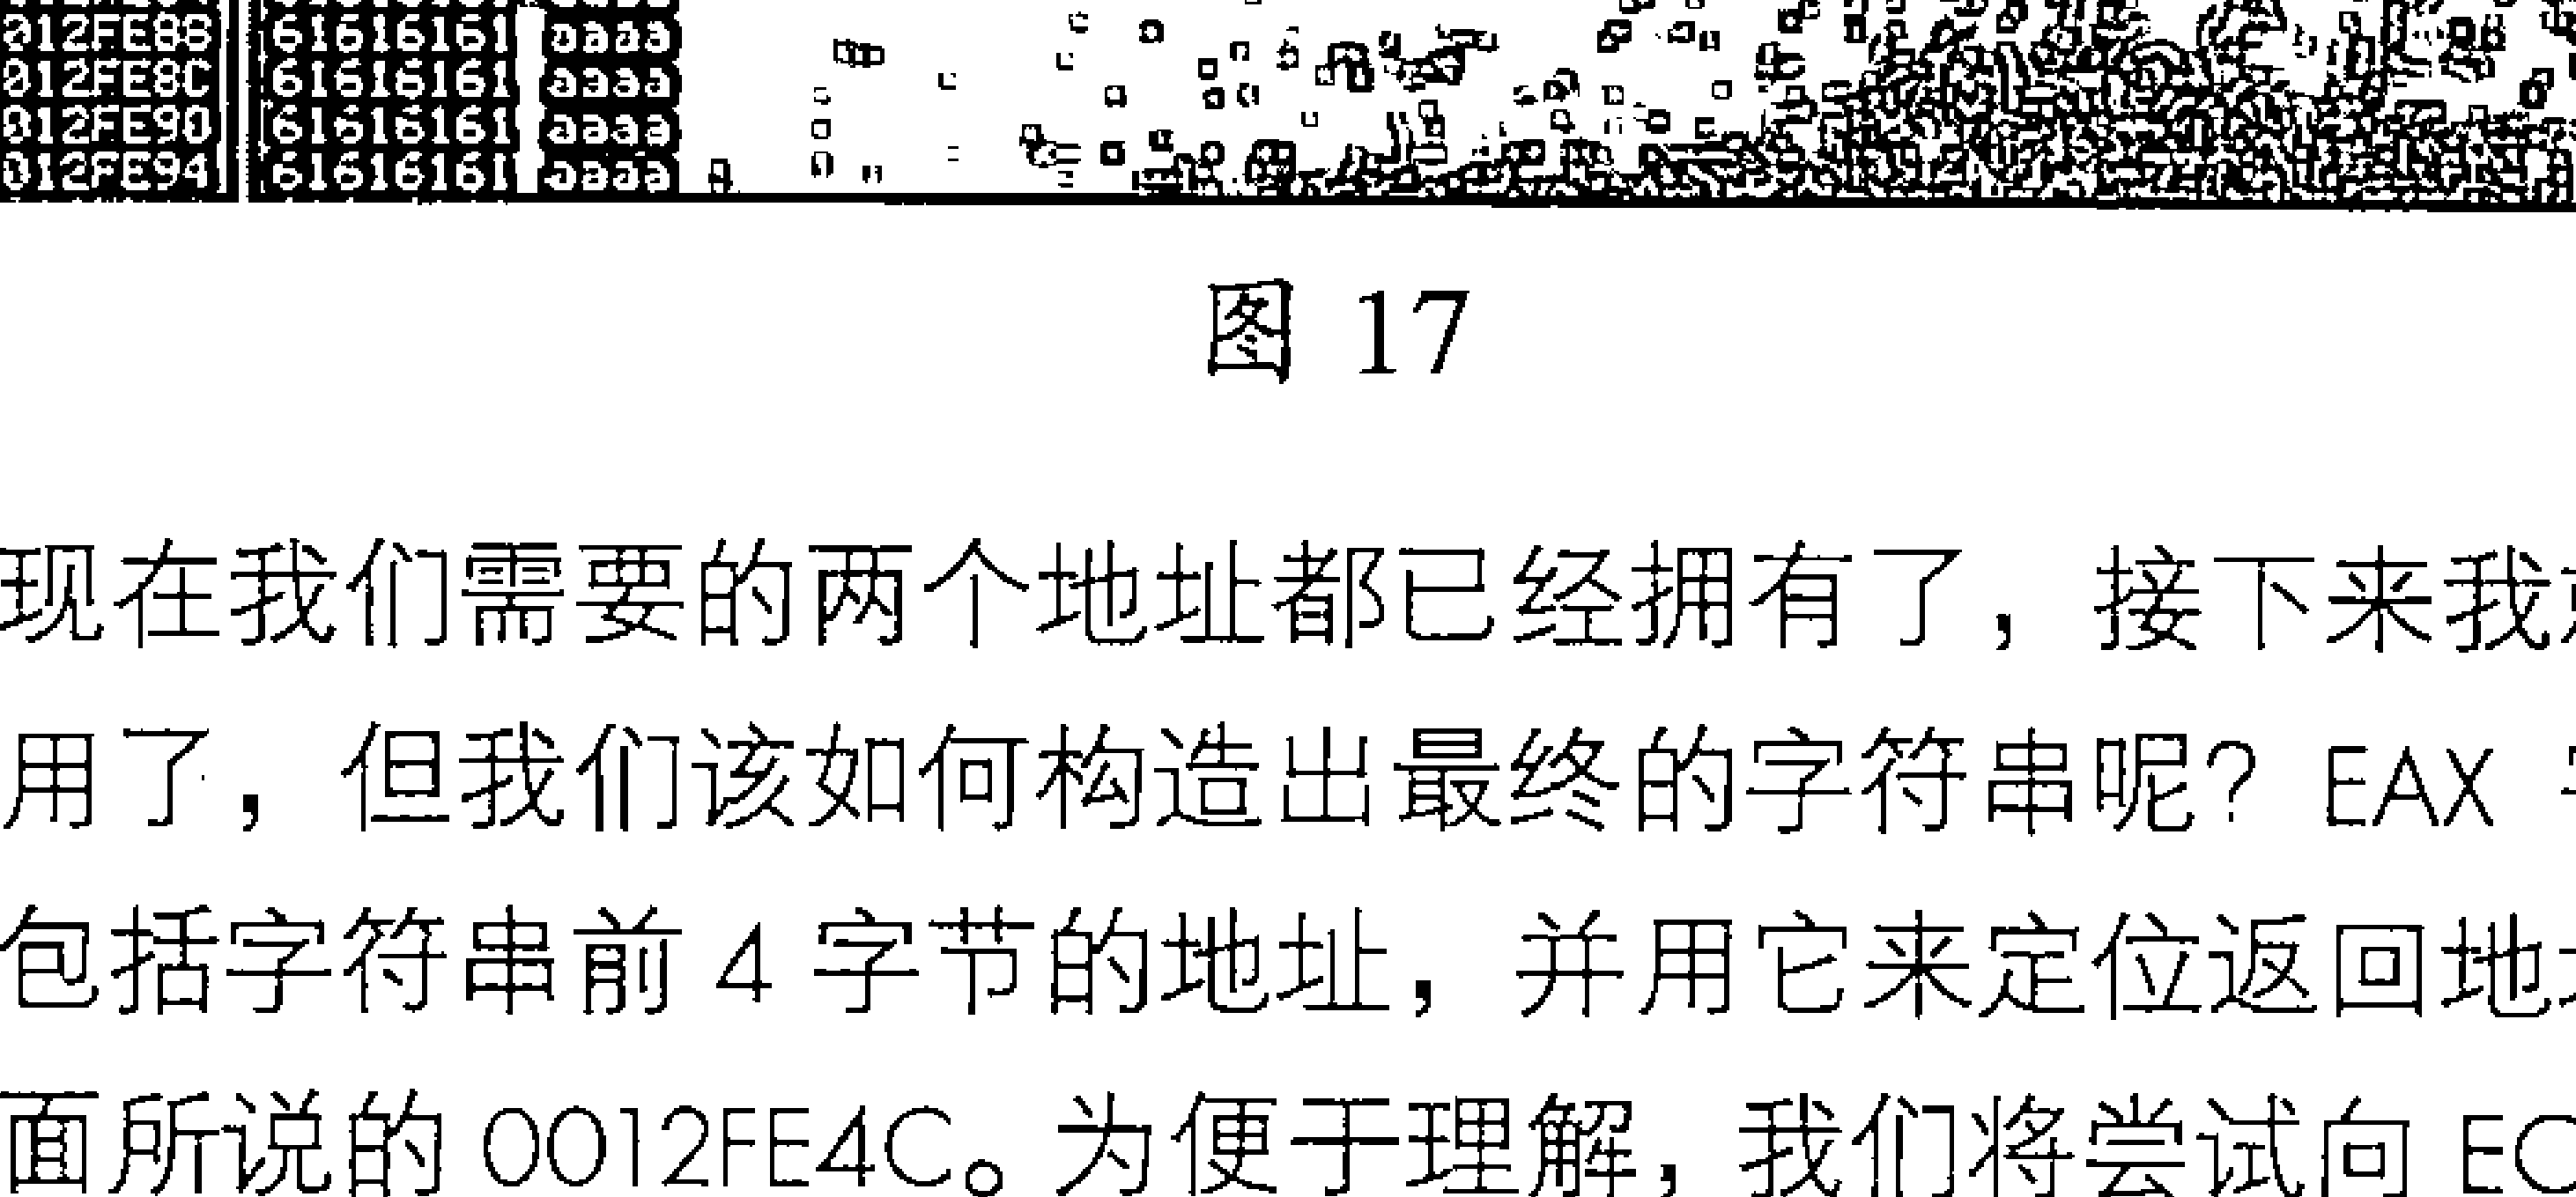 012FE88 61616161 aaaa
012FE8C 61616161 aaaa
012FE90 61616161 aaaa
012FE94 61616161 aaaa
图 17
现在我们需要的两个地址都已经拥有了，接下来我
用了，但我们该如何构造出最终的字符串呢？EAX
包括字符串前 4 字节的地址，并用它来定位返回地
面所说的 0012FE4C。为便于理解，我们将尝试向 EC